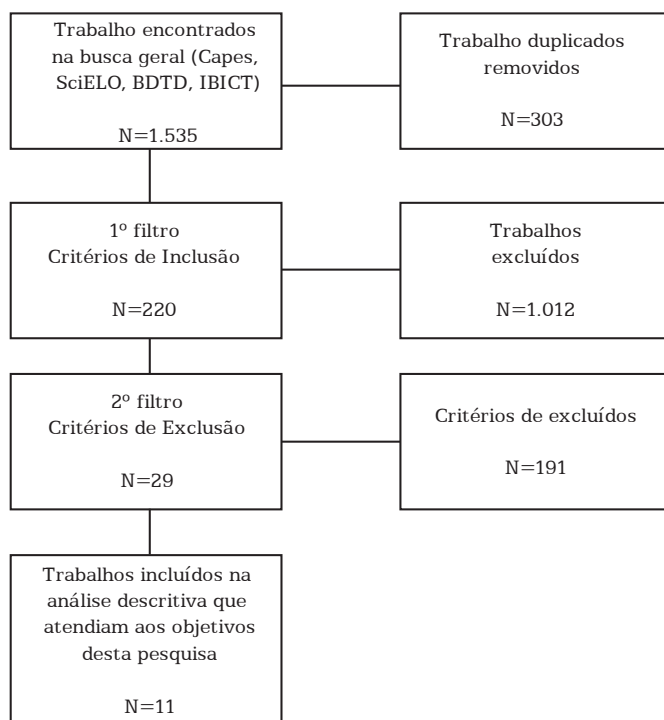 Trabalho encontrados
na busca geral (Capes,
SciELO, BDTD, IBICT)
N=1.535
Trabalho duplicados
removidos
N=303
1º filtro
Critérios de Inclusão
N=220
Trabalhos
excluídos
N=1.012
2º filtro
Critérios de Exclusão
N=29
Critérios de excluídos
N=191
Trabalhos incluídos na
análise descritiva que
atendiam aos objetivos
desta pesquisa
N=11